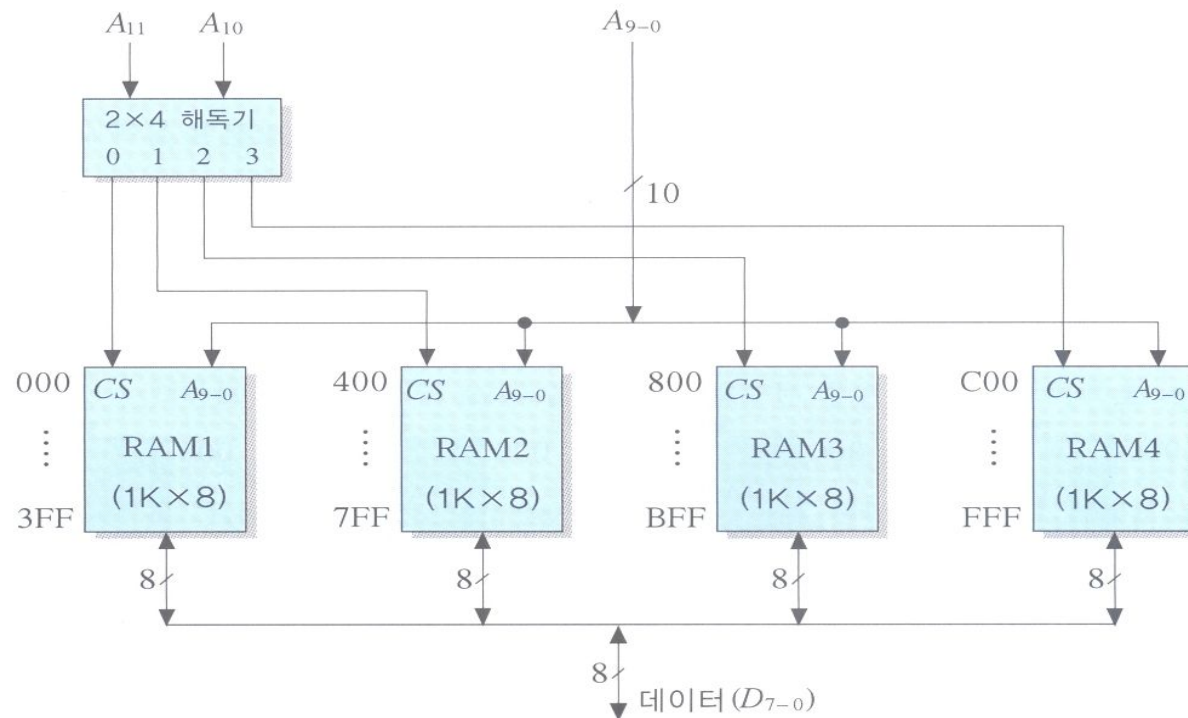 A11 A10 A9-0
2×4 해독기
0 1 2 3
10
000 CS A9-0 400 CS A9-0 800 CS A9-0 C00 CS A9-0
⋮ RAM1 ⋮ RAM2 ⋮ RAM3 ⋮ RAM4
3FF (1K×8) 7FF (1K×8) BFF (1K×8) FFF (1K×8)
8 8 8 8
8
데이터(D7-0)